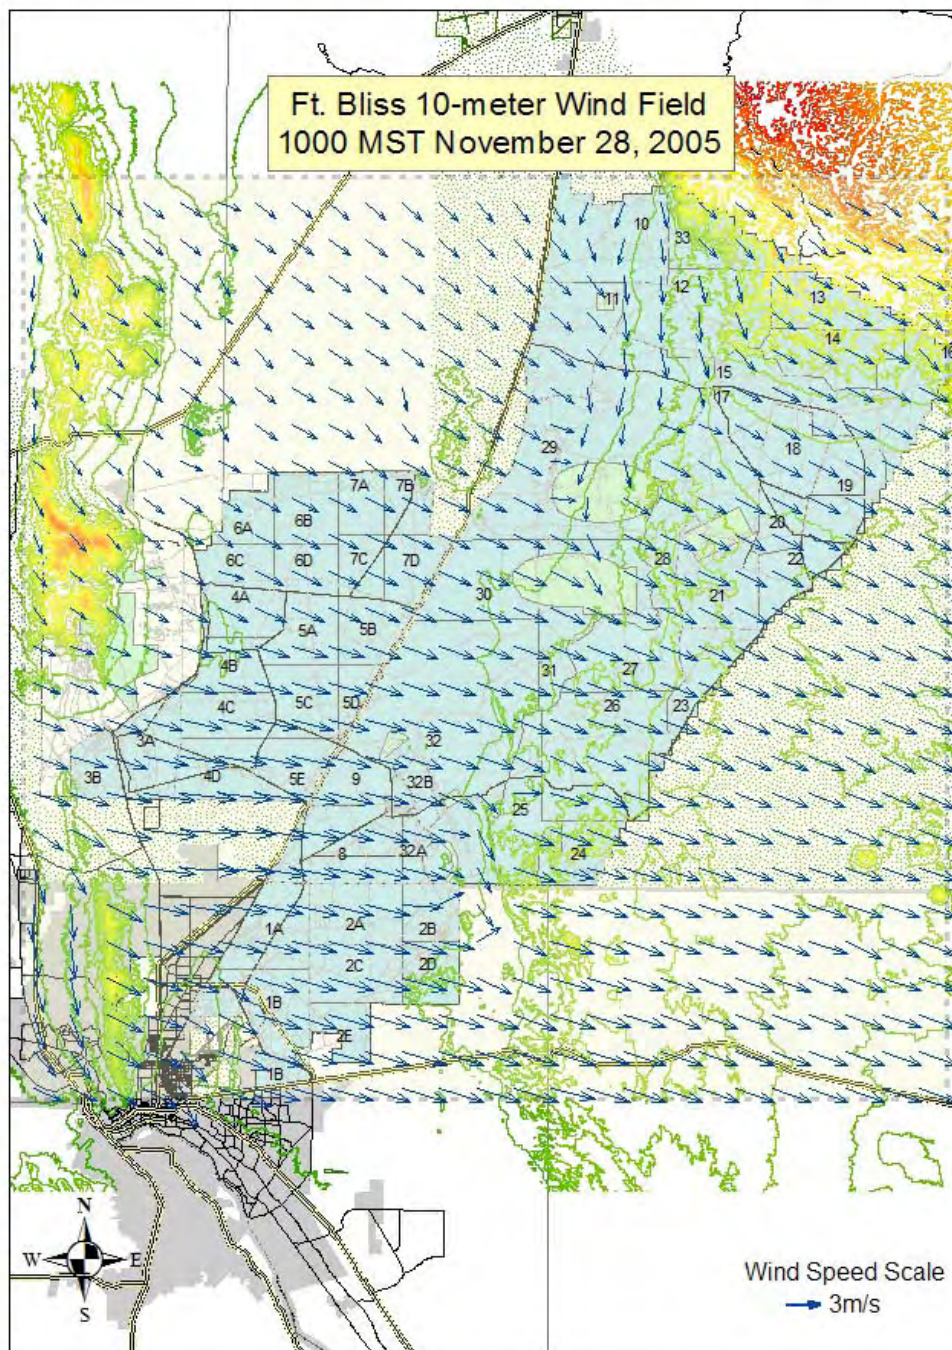 Ft. Bliss 10-meter Wind Field
1000 MST November 28, 2005
10
33
12
11
13
14
16
15
17
29
18
7A
7B
19
6A
6B
20
6C
6D
7C
7D
28
22
4A
30
21
5A
5B
4B
31
27
4C
5C
5D
26
23
3A
32
3B
4D
5E
9
32B
25
8
32A
24
1A
2A
2B
2C
2D
1B
2E
1B
N
W
E
S
Wind Speed Scale
3m/s